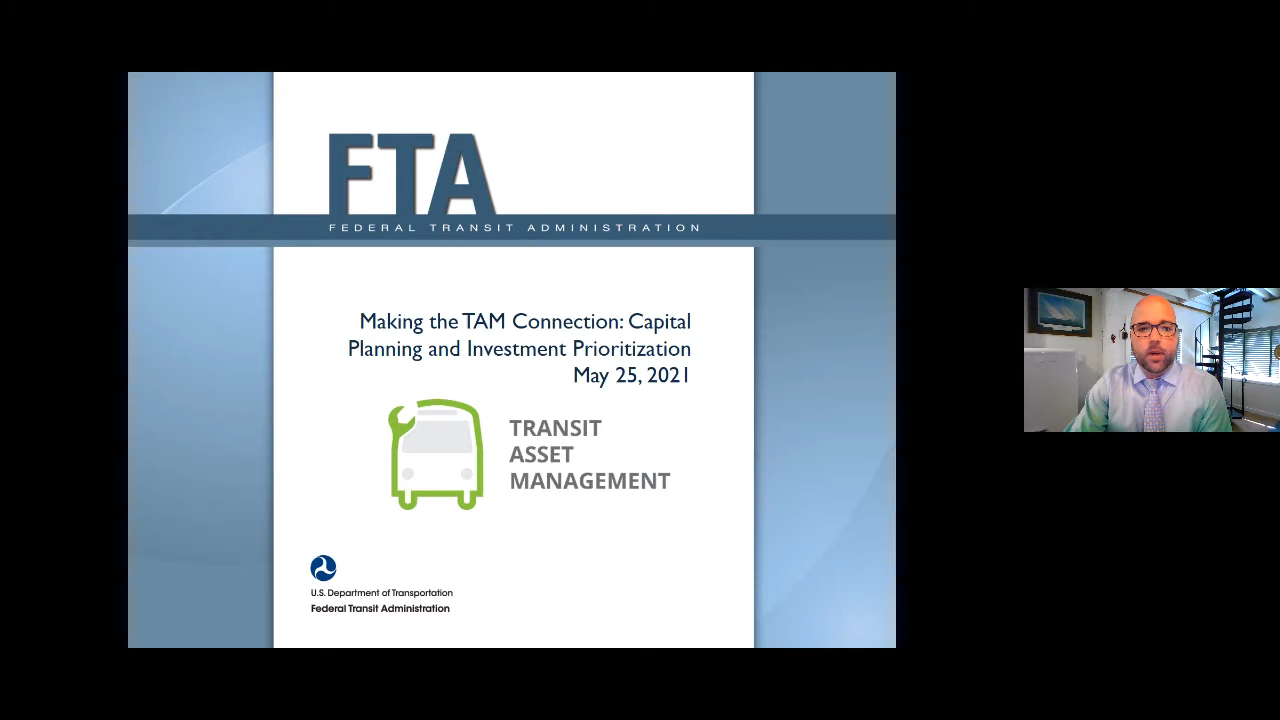 FTA
FEDERAL TRANSIT ADMINISTRATION
Making the TAM Connection: Capital
Planning and Investment Prioritization
May 25, 2021
TRANSIT
ASSET
MANAGEMENT
U.S. Department of Transportation
Federal Transit Administration